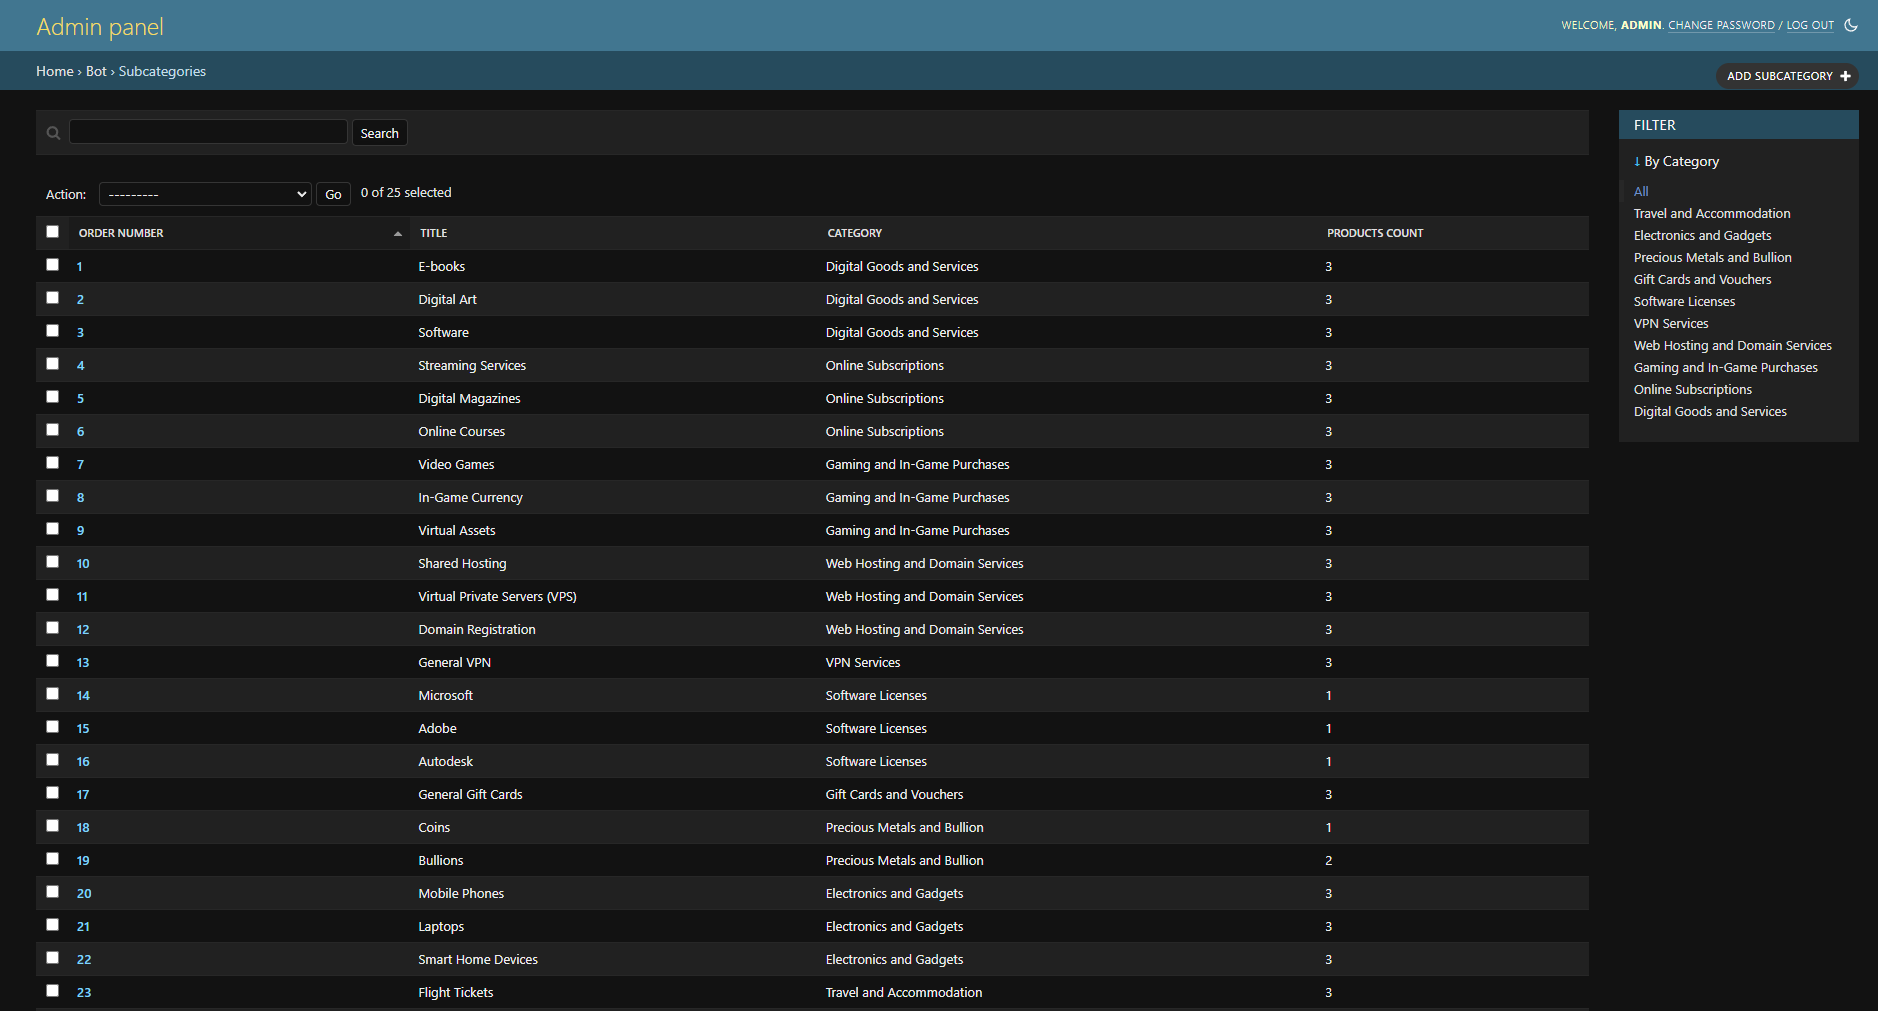 Admin panel
WELCOME, ADMIN. CHANGE PASSWORD / LOG OUT
Home › Bot › Subcategories
ADD SUBCATEGORY
Search
Action: --------- Go 0 of 25 selected
ORDER NUMBER TITLE CATEGORY PRODUCTS COUNT
1 E-books Digital Goods and Services 3
2 Digital Art Digital Goods and Services 3
3 Software Digital Goods and Services 3
4 Streaming Services Online Subscriptions 3
5 Digital Magazines Online Subscriptions 3
6 Online Courses Online Subscriptions 3
7 Video Games Gaming and In-Game Purchases 3
8 In-Game Currency Gaming and In-Game Purchases 3
9 Virtual Assets Gaming and In-Game Purchases 3
10 Shared Hosting Web Hosting and Domain Services 3
11 Virtual Private Servers (VPS) Web Hosting and Domain Services 3
12 Domain Registration Web Hosting and Domain Services 3
13 General VPN VPN Services 3
14 Microsoft Software Licenses 1
15 Adobe Software Licenses 1
16 Autodesk Software Licenses 1
17 General Gift Cards Gift Cards and Vouchers 3
18 Coins Precious Metals and Bullion 1
19 Bullions Precious Metals and Bullion 2
20 Mobile Phones Electronics and Gadgets 3
21 Laptops Electronics and Gadgets 3
22 Smart Home Devices Electronics and Gadgets 3
23 Flight Tickets Travel and Accommodation 3
FILTER
↓ By Category
All
Travel and Accommodation
Electronics and Gadgets
Precious Metals and Bullion
Gift Cards and Vouchers
Software Licenses
VPN Services
Web Hosting and Domain Services
Gaming and In-Game Purchases
Online Subscriptions
Digital Goods and Services